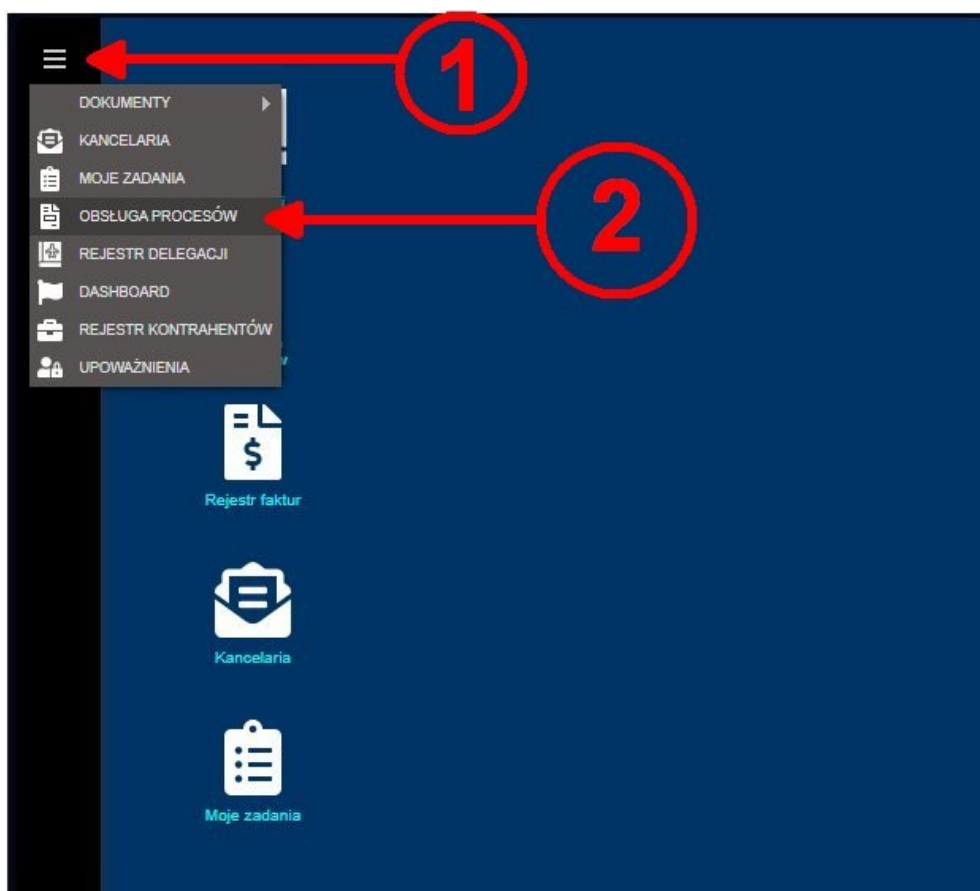 1
DOKUMENTY
KANCELARIA
MOJE ZADANIA
OBSŁUGA PROCESÓW
2
REJESTR DELEGACJI
DASHBOARD
REJESTR KONTRAHENTÓW
UPOWAŻNIENIA
$
Rejestr faktur
Kancelaria
Moje zadania